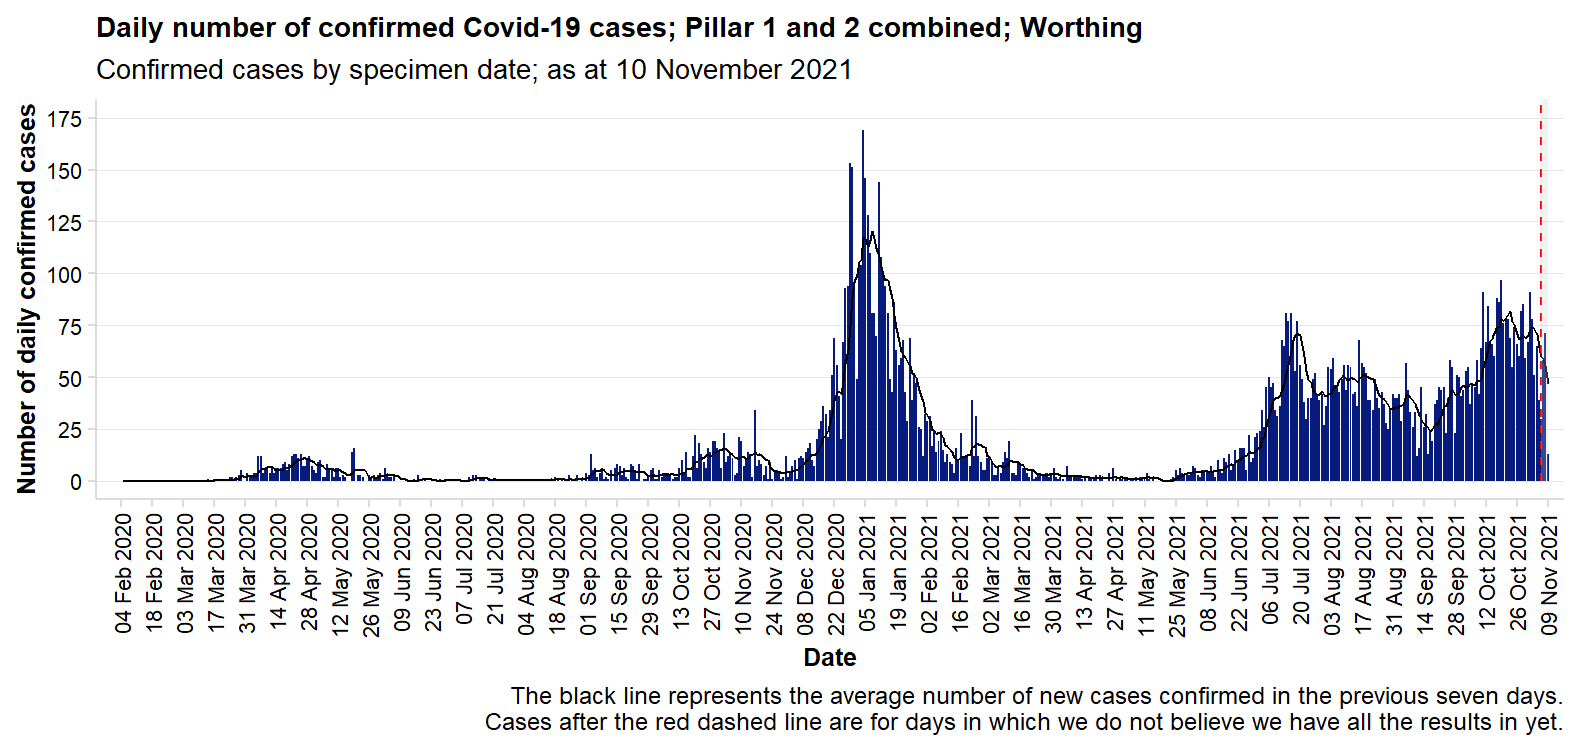 Daily number of confirmed Covid-19 cases; Pillar 1 and 2 combined; Worthing
Confirmed cases by specimen date; as at 10 November 2021
Number of daily confirmed cases
175
150
125
100
75
50
25
0
04 Feb 2020
18 Feb 2020
03 Mar 2020
17 Mar 2020
31 Mar 2020
14 Apr 2020
28 Apr 2020
12 May 2020
26 May 2020
09 Jun 2020
23 Jun 2020
07 Jul 2020
21 Jul 2020
04 Aug 2020
18 Aug 2020
01 Sep 2020
15 Sep 2020
29 Sep 2020
13 Oct 2020
27 Oct 2020
10 Nov 2020
24 Nov 2020
08 Dec 2020
22 Dec 2020
05 Jan 2021
19 Jan 2021
02 Feb 2021
16 Feb 2021
02 Mar 2021
16 Mar 2021
30 Mar 2021
13 Apr 2021
27 Apr 2021
11 May 2021
25 May 2021
08 Jun 2021
22 Jun 2021
06 Jul 2021
20 Jul 2021
03 Aug 2021
17 Aug 2021
31 Aug 2021
14 Sep 2021
28 Sep 2021
12 Oct 2021
26 Oct 2021
09 Nov 2021
Date
The black line represents the average number of new cases confirmed in the previous seven days.
Cases after the red dashed line are for days in which we do not believe we have all the results in yet.